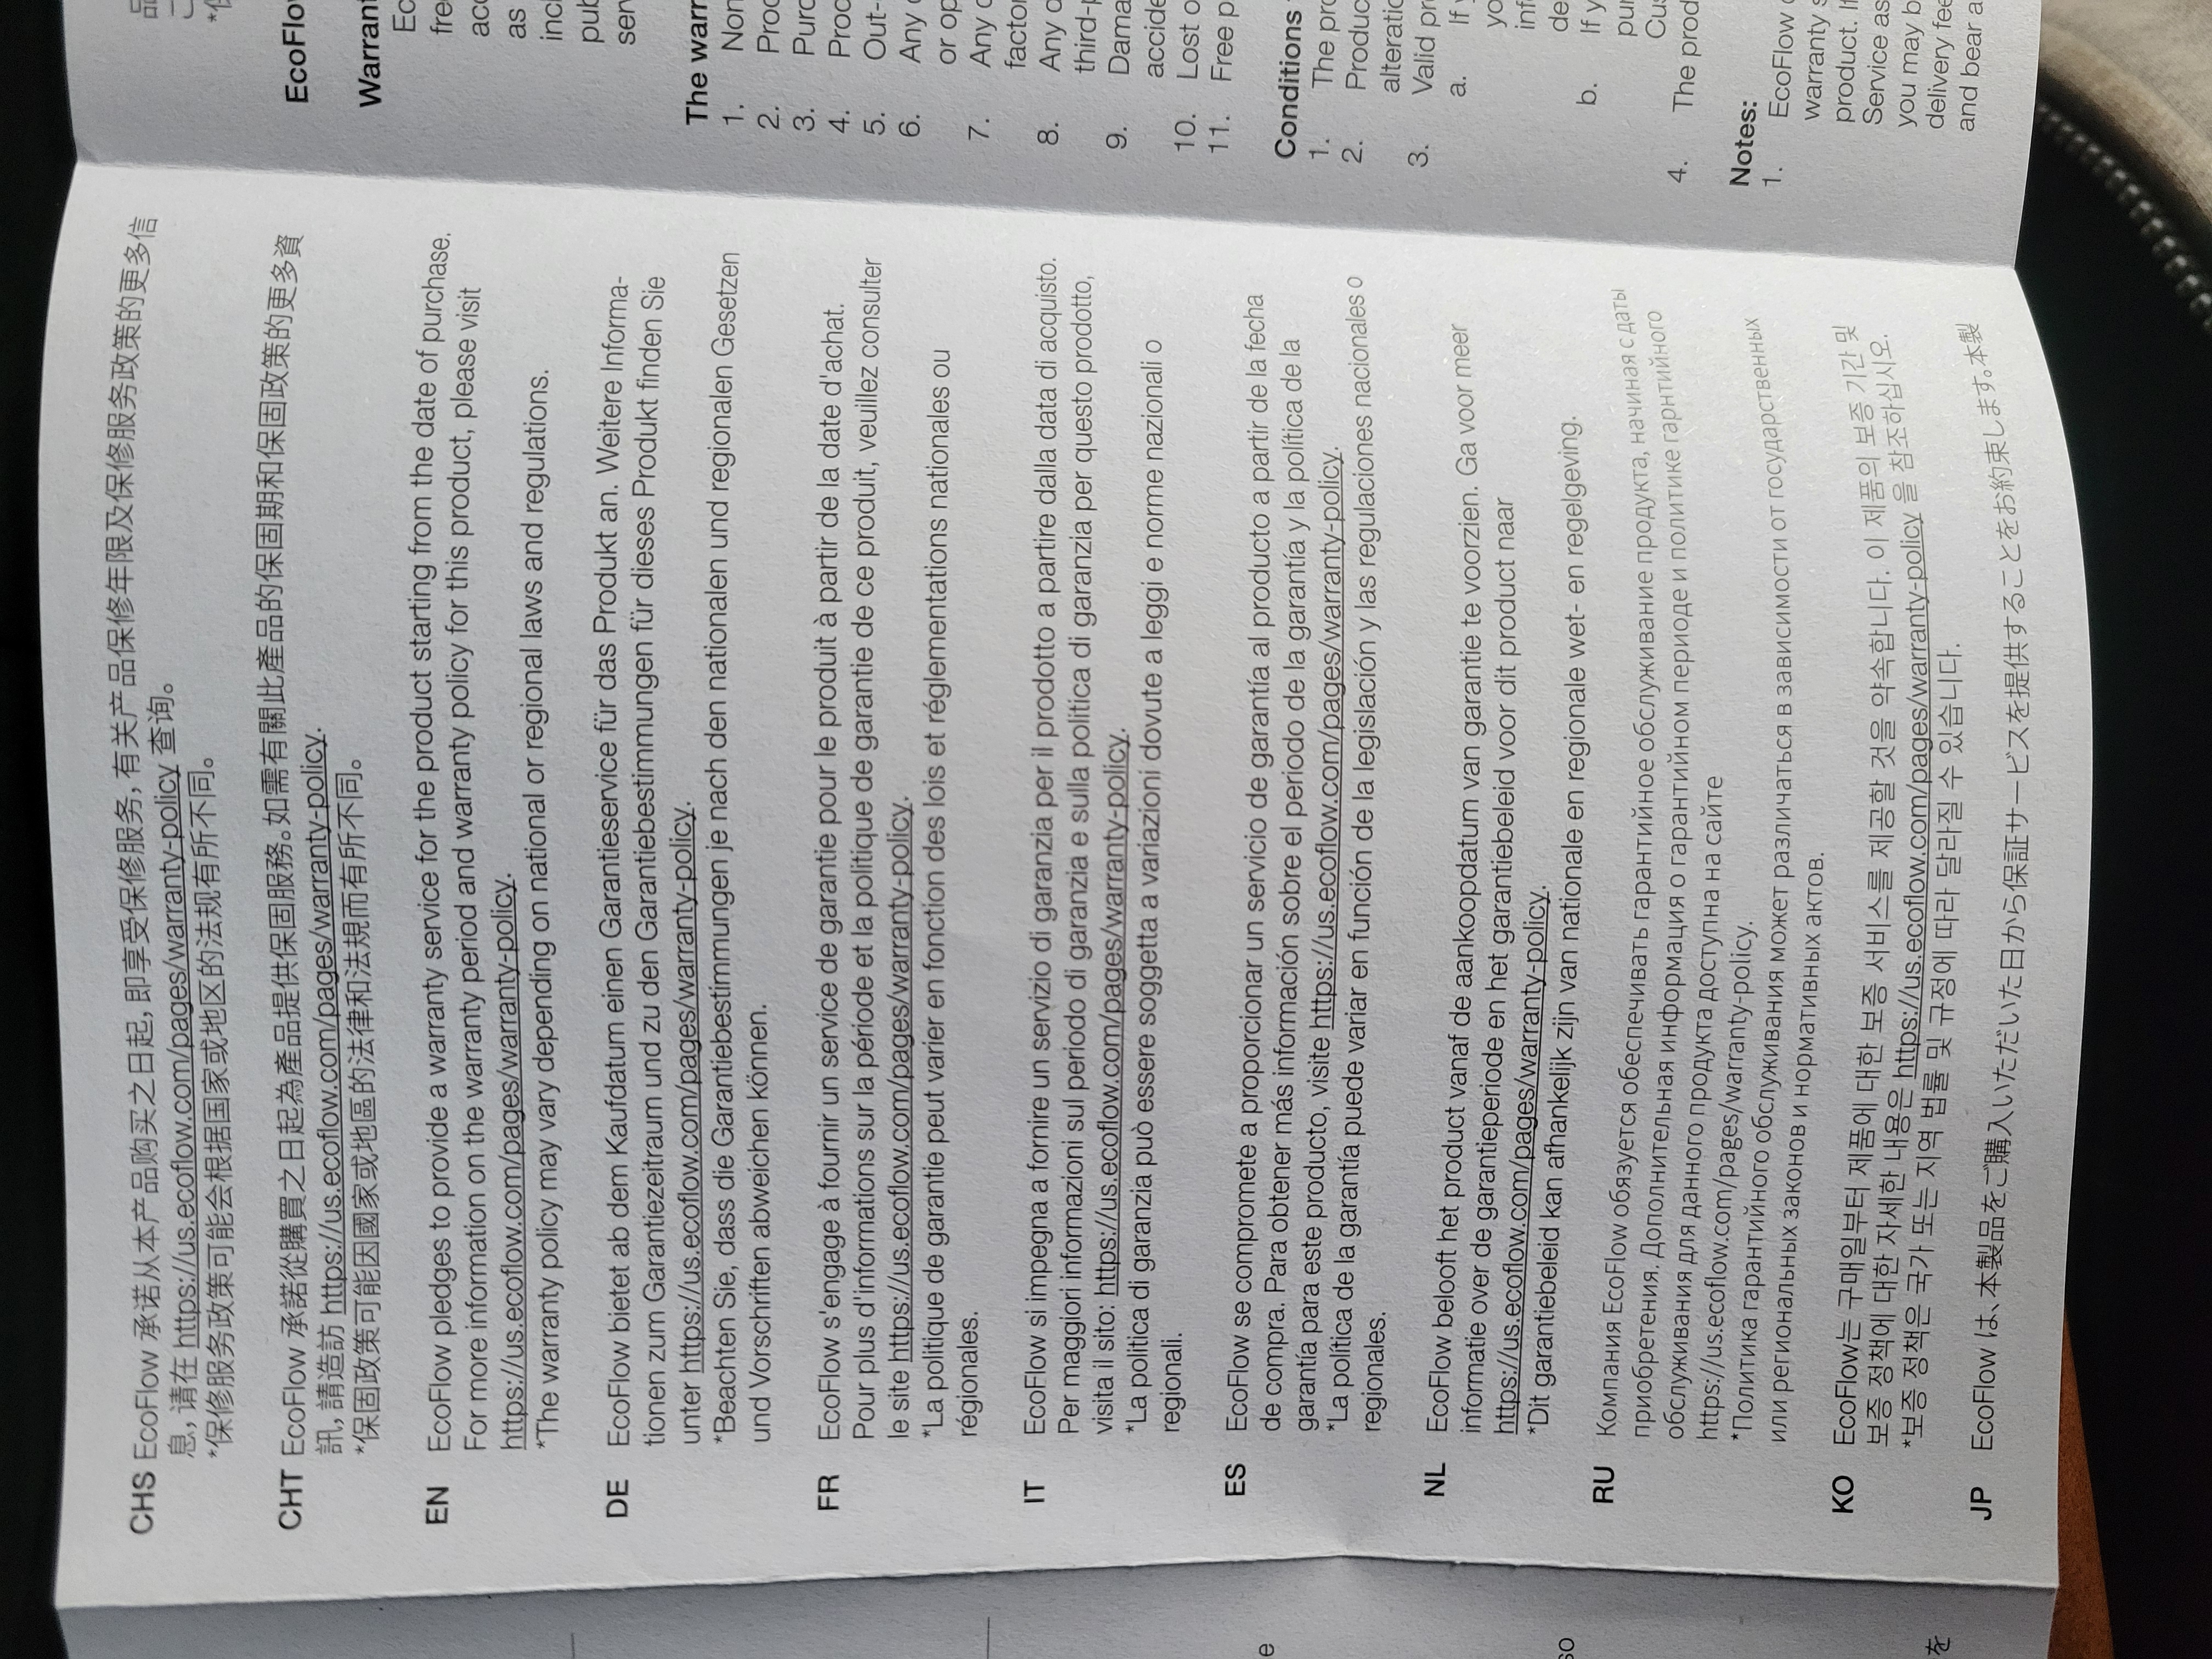 CHS EcoFlow 承诺从本产品购买之日起，即享受保修服务，有关产品保修年限及保修服务政策的更多信
息，请在 https://us.ecoflow.com/pages/warranty-policy 查询。
*保修服务政策可能会根据国家或地区的法规有所不同。
CHT EcoFlow 承諾從購買之日起為產品提供保固服務。如需有關此產品的保固期和保固政策的更多資
訊，請造訪 https://us.ecoflow.com/pages/warranty-policy.
*保固政策可能因國家或地區的法律和法規而有所不同。
EN EcoFlow pledges to provide a warranty service for the product starting from the date of purchase.
For more information on the warranty period and warranty policy for this product, please visit
https://us.ecoflow.com/pages/warranty-policy.
*The warranty policy may vary depending on national or regional laws and regulations.
DE EcoFlow bietet ab dem Kaufdatum einen Garantieservice für das Produkt an. Weitere Informa-
tionen zum Garantiezeitraum und zu den Garantiebestimmungen für dieses Produkt finden Sie
unter https://us.ecoflow.com/pages/warranty-policy.
*Beachten Sie, dass die Garantiebestimmungen je nach den nationalen und regionalen Gesetzen
und Vorschriften abweichen können.
FR EcoFlow s'engage à fournir un service de garantie pour le produit à partir de la date d'achat.
Pour plus d'informations sur la période et la politique de garantie de ce produit, veuillez consulter
le site https://us.ecoflow.com/pages/warranty-policy.
*La politique de garantie peut varier en fonction des lois et réglementations nationales ou
régionales.
IT EcoFlow si impegna a fornire un servizio di garanzia per il prodotto a partire dalla data di acquisto.
Per maggiori informazioni sul periodo di garanzia e sulla politica di garanzia per questo prodotto,
visita il sito: https://us.ecoflow.com/pages/warranty-policy.
*La politica di garanzia può essere soggetta a variazioni dovute a leggi e norme nazionali o
regionali.
ES EcoFlow se compromete a proporcionar un servicio de garantía al producto a partir de la fecha
de compra. Para obtener más información sobre el periodo de la garantía y la política de la
garantía para este producto, visite https://us.ecoflow.com/pages/warranty-policy.
*La política de la garantía puede variar en función de la legislación y las regulaciones nacionales o
regionales.
NL EcoFlow belooft het product vanaf de aankoopdatum van garantie te voorzien. Ga voor meer
informatie over de garantieperiode en het garantiebeleid voor dit product naar
https://us.ecoflow.com/pages/warranty-policy.
*Dit garantiebeleid kan afhankelijk zijn van nationale en regionale wet- en regelgeving.
RU Компания EcoFlow обязуется обеспечивать гарантийное обслуживание продукта, начиная с даты
приобретения. Дополнительная информация о гарантийном периоде и политике гарнтийного
обслуживания для данного продукта доступна на сайте
https://us.ecoflow.com/pages/warranty-policy.
*Политика гарантийного обслуживания может различаться в зависимости от государственных
или региональных законов и нормативных актов.
KO EcoFlow는 구매일부터 제품에 대한 보증 서비스를 제공할 것을 약속합니다. 이 제품의 보증 기간 및
보증 정책에 대한 자세한 내용은 https://us.ecoflow.com/pages/warranty-policy 을 참조하십시오.
*보증 정책은 국가 또는 지역 법률 및 규정에 따라 달라질 수 있습니다.
JP EcoFlow は、本製品をご購入いただいた日から保証サービスを提供することをお約束します。本製
品
EcoFlow
The
1. Non
2.
3.
4.
5. Out-
6. Any
or
7. Any
8. Any
9.
10. Lost
11. Free
Conditions
1. The
2.
3. Valid
a. If
b. If
4. The
Notes:
1. EcoFlow
warranty
product. If
Service as
you may
delivery
and bear a
を